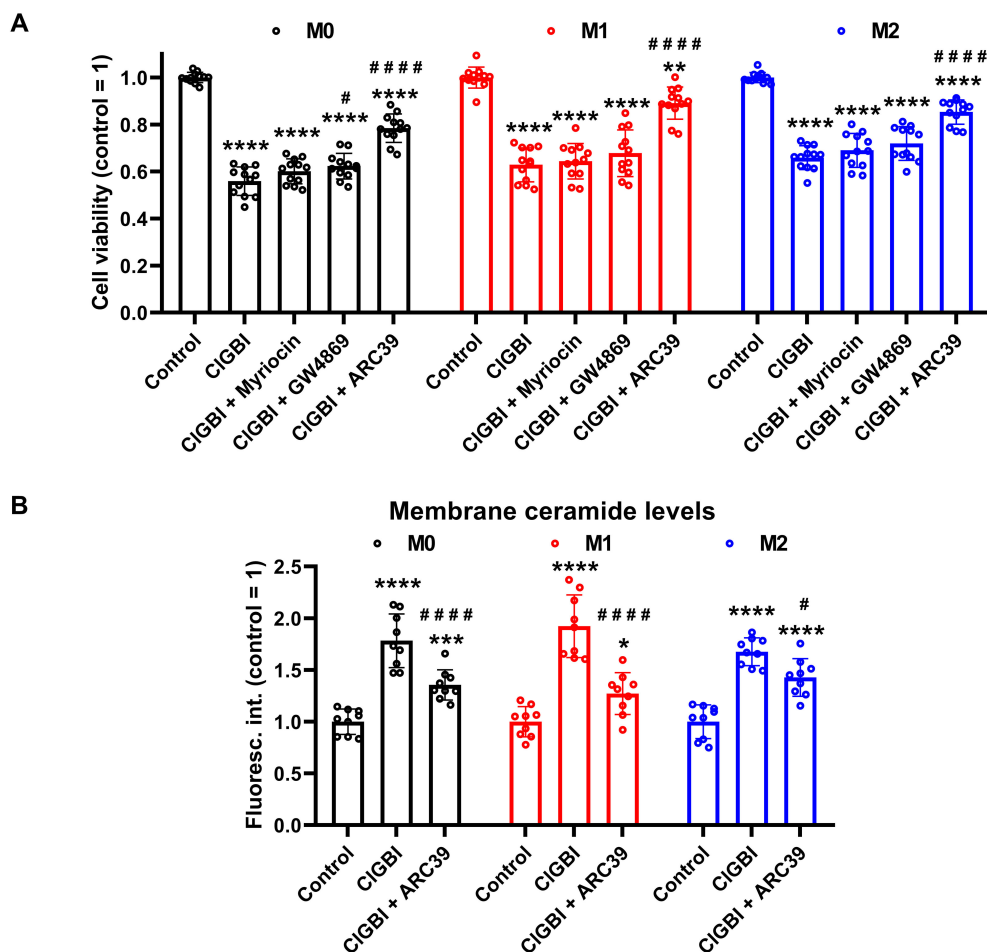 A
M0
M1
M2
Cell viability (control = 1)
1.0
0.8
0.6
0.4
0.2
0.0
****
****
#
****
####
****
****
****
****
####
**
****
****
****
####
****
Control
CIGBI
CIGBI + Myriocin
CIGBI + GW4869
CIGBI + ARC39
Control
CIGBI
CIGBI + Myriocin
CIGBI + GW4869
CIGBI + ARC39
Control
CIGBI
CIGBI + Myriocin
CIGBI + GW4869
CIGBI + ARC39
B
Membrane ceramide levels
M0
M1
M2
Fluoresc. int. (control = 1)
2.5
2.0
1.5
1.0
0.5
0.0
****
####
***
****
####
*
****
#
****
Control
CIGBI
CIGBI + ARC39
Control
CIGBI
CIGBI + ARC39
Control
CIGBI
CIGBI + ARC39